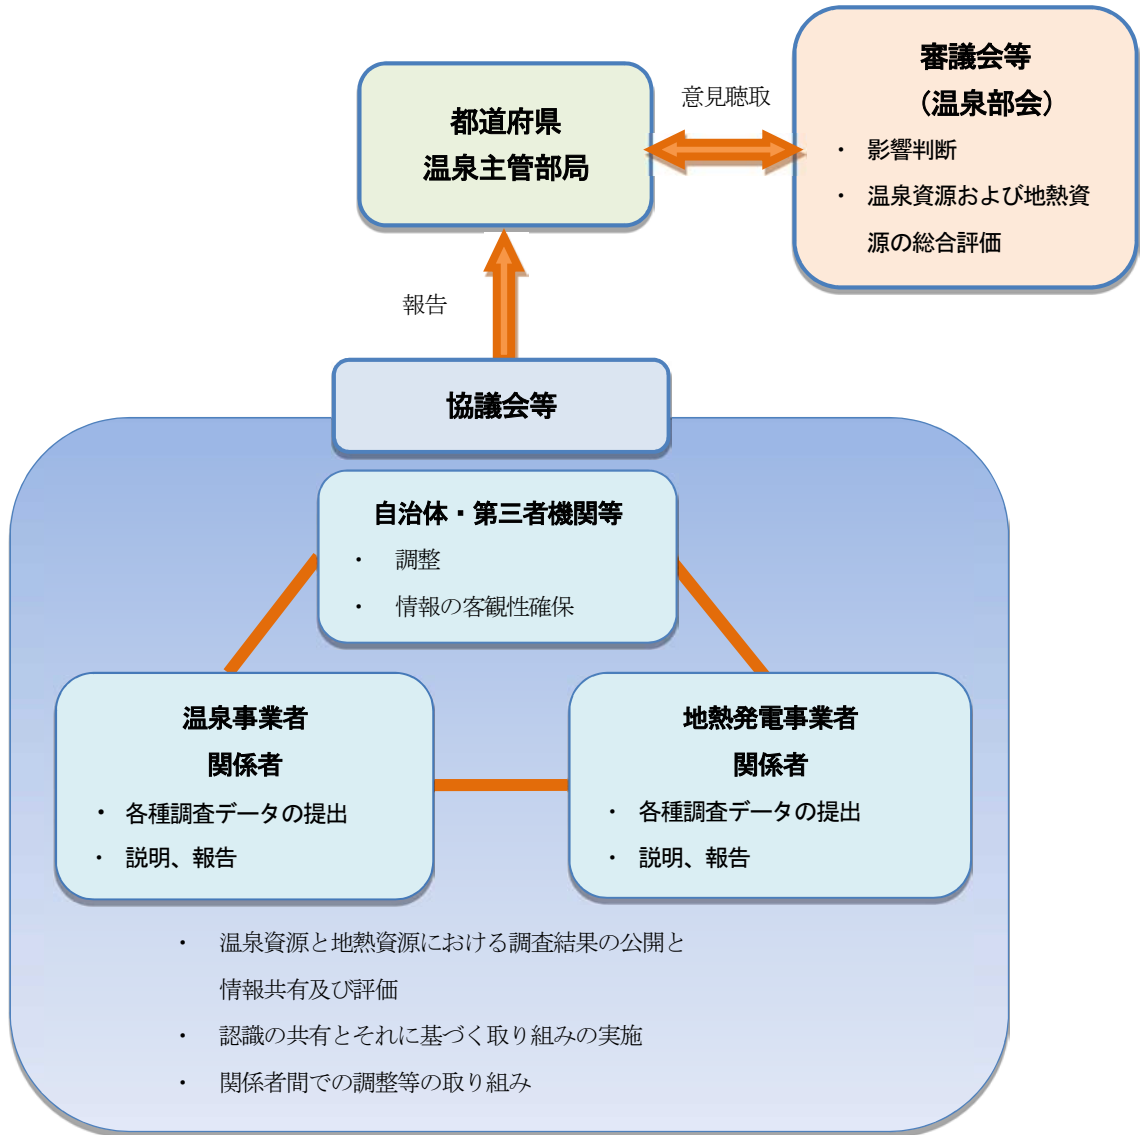 審議会等
（温泉部会）
・ 影響判断
・ 温泉資源および地熱資
源の総合評価
意見聴取
都道府県
温泉主管部局
報告
協議会等
自治体・第三者機関等
・ 調整
・ 情報の客観性確保
温泉事業者
関係者
・ 各種調査データの提出
・ 説明、報告
地熱発電事業者
関係者
・ 各種調査データの提出
・ 説明、報告
・ 温泉資源と地熱資源における調査結果の公開と
情報共有及び評価
・ 認識の共有とそれに基づく取り組みの実施
・ 関係者間での調整等の取り組み